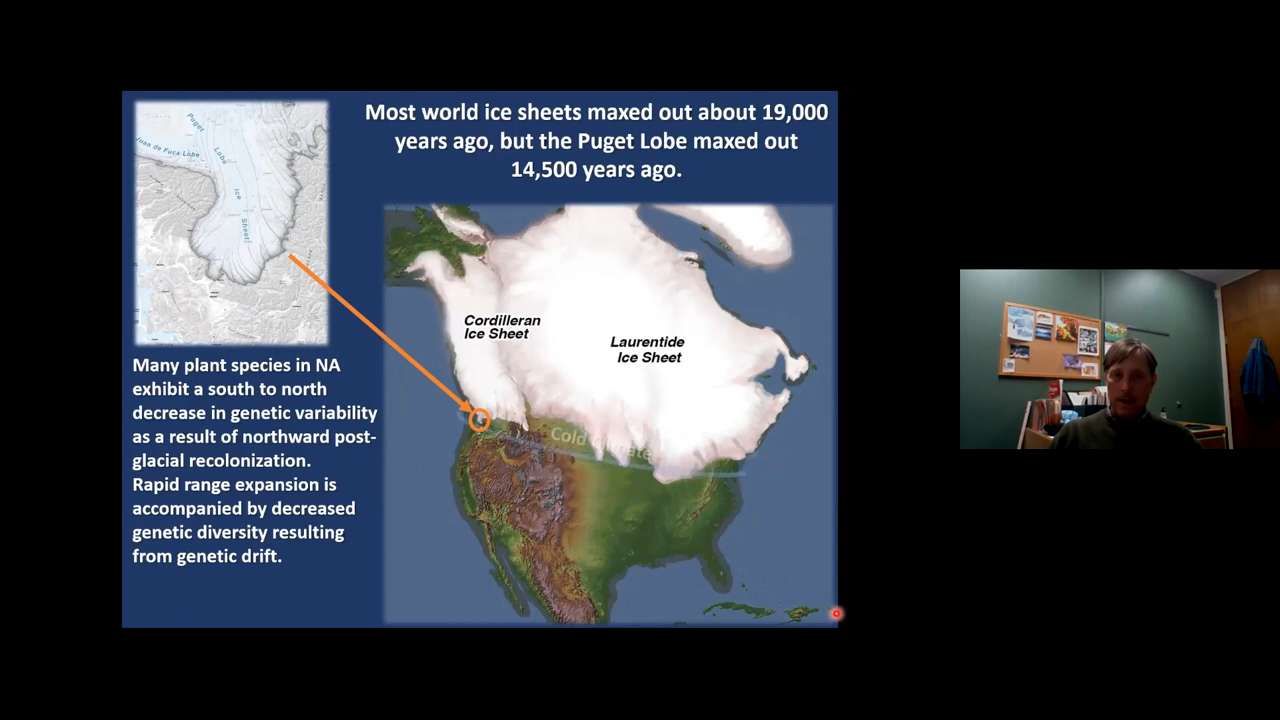 Most world ice sheets maxed out about 19,000
years ago, but the Puget Lobe maxed out
14,500 years ago.
Puget
Lobe
Ice
Sheet
Juan de Fuca Lobe
Many plant species in NA
exhibit a south to north
decrease in genetic variability
as a result of northward post-
glacial recolonization.
Rapid range expansion is
accompanied by decreased
genetic diversity resulting
from genetic drift.
Cordilleran
Ice Sheet
Laurentide
Ice Sheet
Cold